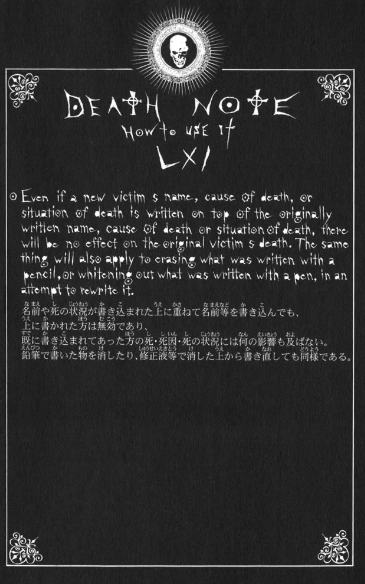 DEATH NOTE
How to use it
LXI
Even if a new victim s name, cause of death, or
situation of death is written on top of the originally
written name, cause of death or situation of death, there
will be no effect on the original victim s death. The same
thing will also apply to erasing what was written with a
pencil, or whitening out what was written with a pen, in an
attempt to rewrite it.
名前や死の状況が書き込まれた上に重ねて名前等を書き込んでも、
上に書かれた方は無効であり、
既に書き込まれてあった方の死・死因・死の状況には何の影響も及ばない。
鉛筆で書いた物を消したり、修正液等で消した上から書き直しても同様である。